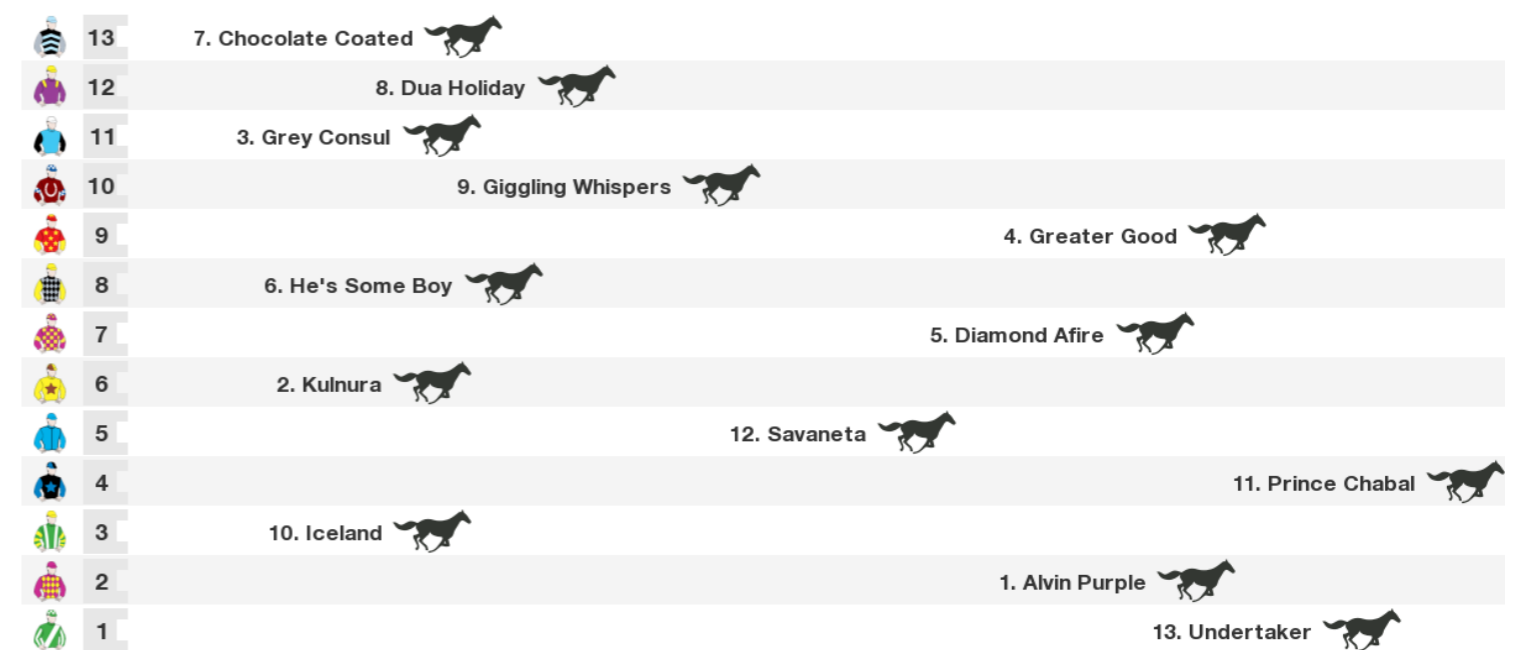 13 7. Chocolate Coated
12 8. Dua Holiday
11 3. Grey Consul
10 9. Giggling Whispers
9 4. Greater Good
8 6. He's Some Boy
7 5. Diamond Afire
6 2. Kulnura
5 12. Savaneta
4 11. Prince Chabal
3 10. Iceland
2 1. Alvin Purple
1 13. Undertaker